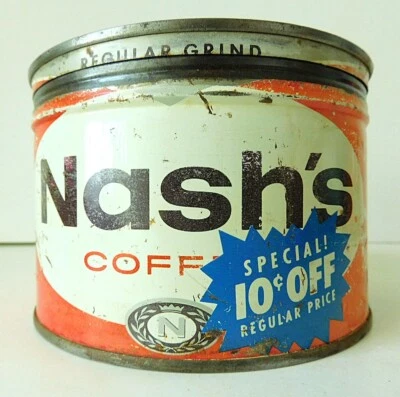 REGULAR GRIND
Nash's
COFF
SPECIAL!
10¢ OFF
REGULAR PRICE
N